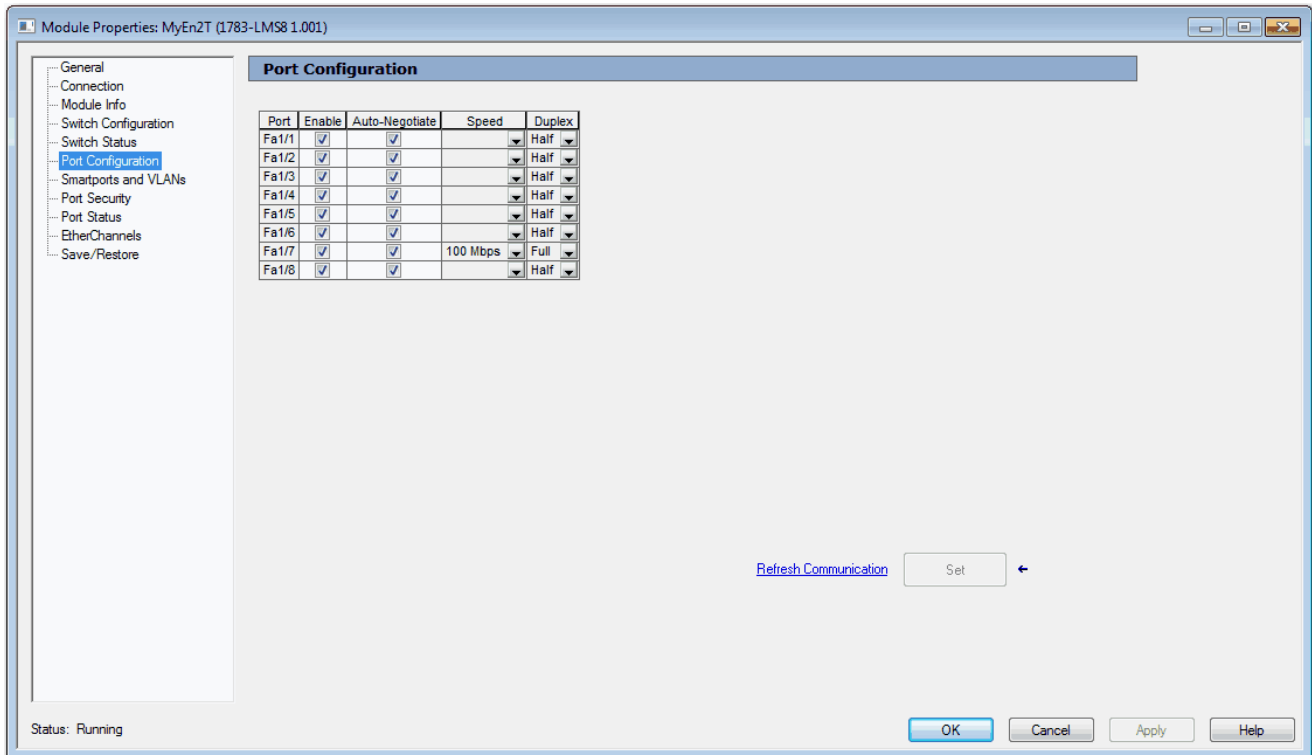 Module Properties: MyEn2T (1783-LMS8 1.001)
General
Connection
Module Info
Switch Configuration
Switch Status
Port Configuration
Smartports and VLANs
Port Security
Port Status
EtherChannels
Save/Restore
Port Configuration
Port Enable Auto-Negotiate Speed Duplex
Fa1/1 Half
Fa1/2 Half
Fa1/3 Half
Fa1/4 Half
Fa1/5 Half
Fa1/6 Half
Fa1/7 100 Mbps Full
Fa1/8 Half
Refresh Communication Set
Status: Running
OK Cancel Apply Help